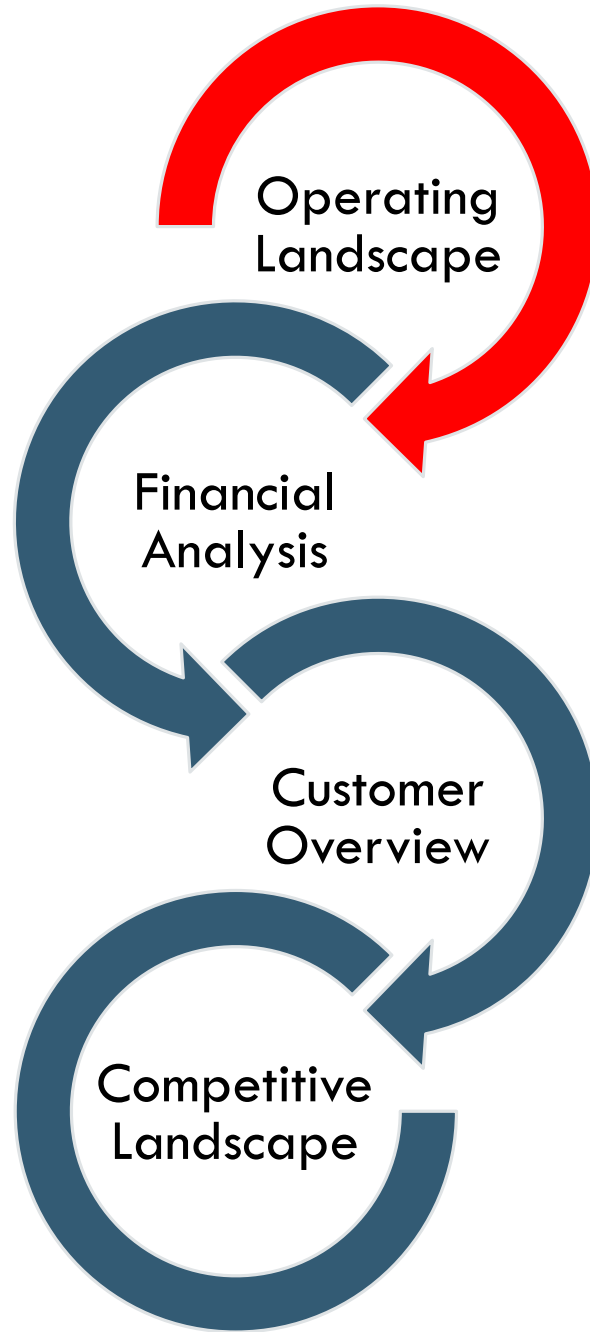 Operating
Landscape
Financial
Analysis
Customer
Overview
Competitive
Landscape